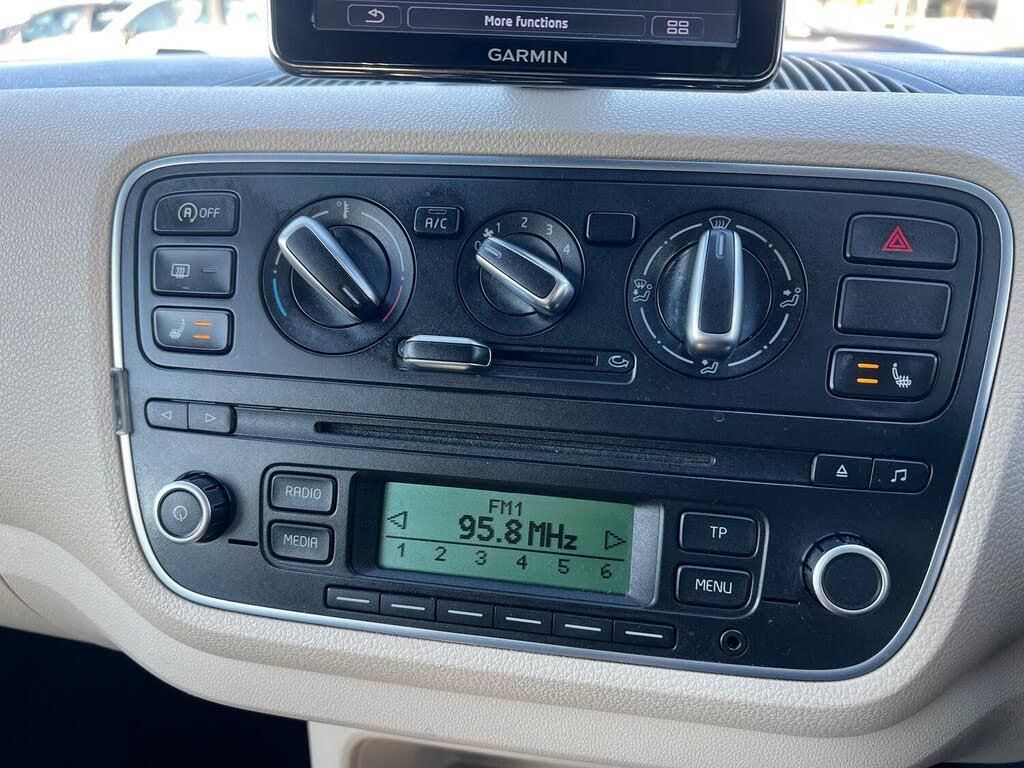 More functions
GARMIN
A OFF
A/C
1 2 3 4
RADIO
MEDIA
FM1
95.8 MHz
1 2 3 4 5 6
TP
MENU